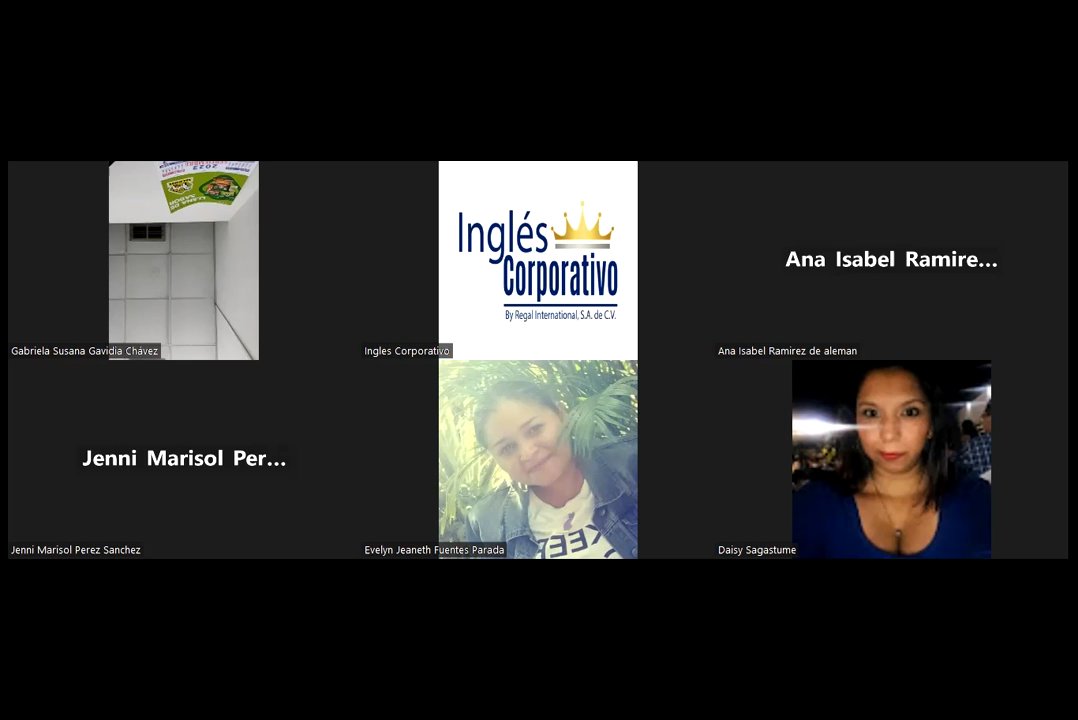 2023
Gabriela Susana Gavidia Chávez
Inglés
Corporativo
By Regal International, S.A. de C.V.
Ingles Corporativo
Ana Isabel Ramire...
Ana Isabel Ramirez de aleman
Jenni Marisol Per...
Jenni Marisol Perez Sanchez
Evelyn Jeaneth Fuentes Parada
Daisy Sagastume